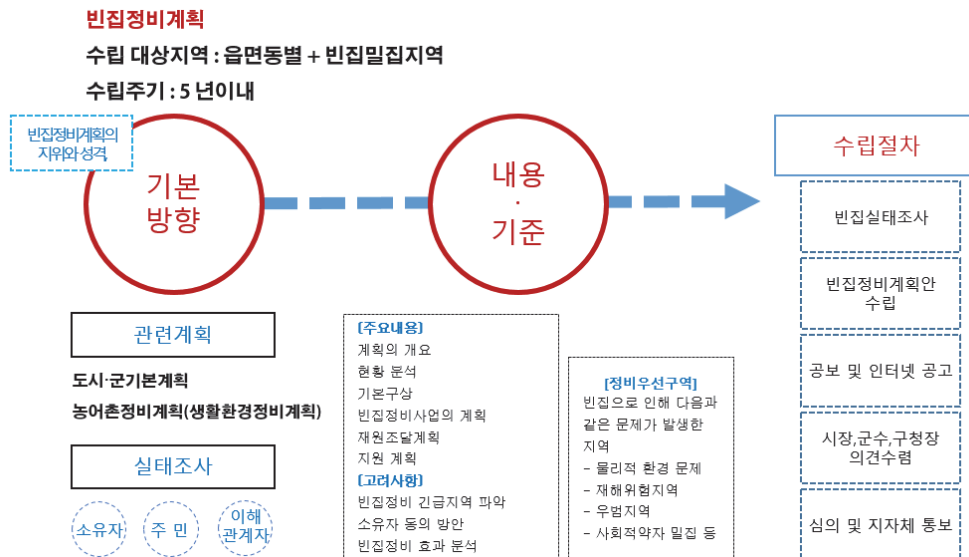 빈집정비계획
수립 대상지역 : 읍면동별 + 빈집밀집지역
수립주기 : 5 년이내
빈집정비계획의
지위와 성격,
기본
방향
내용
·
기준
수립절차
빈집실태조사
빈집정비계획안
수립
공보 및 인터넷 공고
시장,군수,구청장
의견수렴
심의 및 지자체 통보
관련계획
도시·군기본계획
농어촌정비계획(생활환경정비계획)
실태조사
소유자
주 민
이해
관계자
[주요내용]
계획의 개요
현황 분석
기본구상
빈집정비사업의 계획
재원조달계획
지원 계획
[고려사항]
빈집정비 긴급지역 파악
소유자 동의 방안
빈집정비 효과 분석
[정비우선구역]
빈집으로 인해 다음과
같은 문제가 발생한
지역
- 물리적 환경 문제
- 재해위험지역
- 우범지역
- 사회적약자 밀집 등